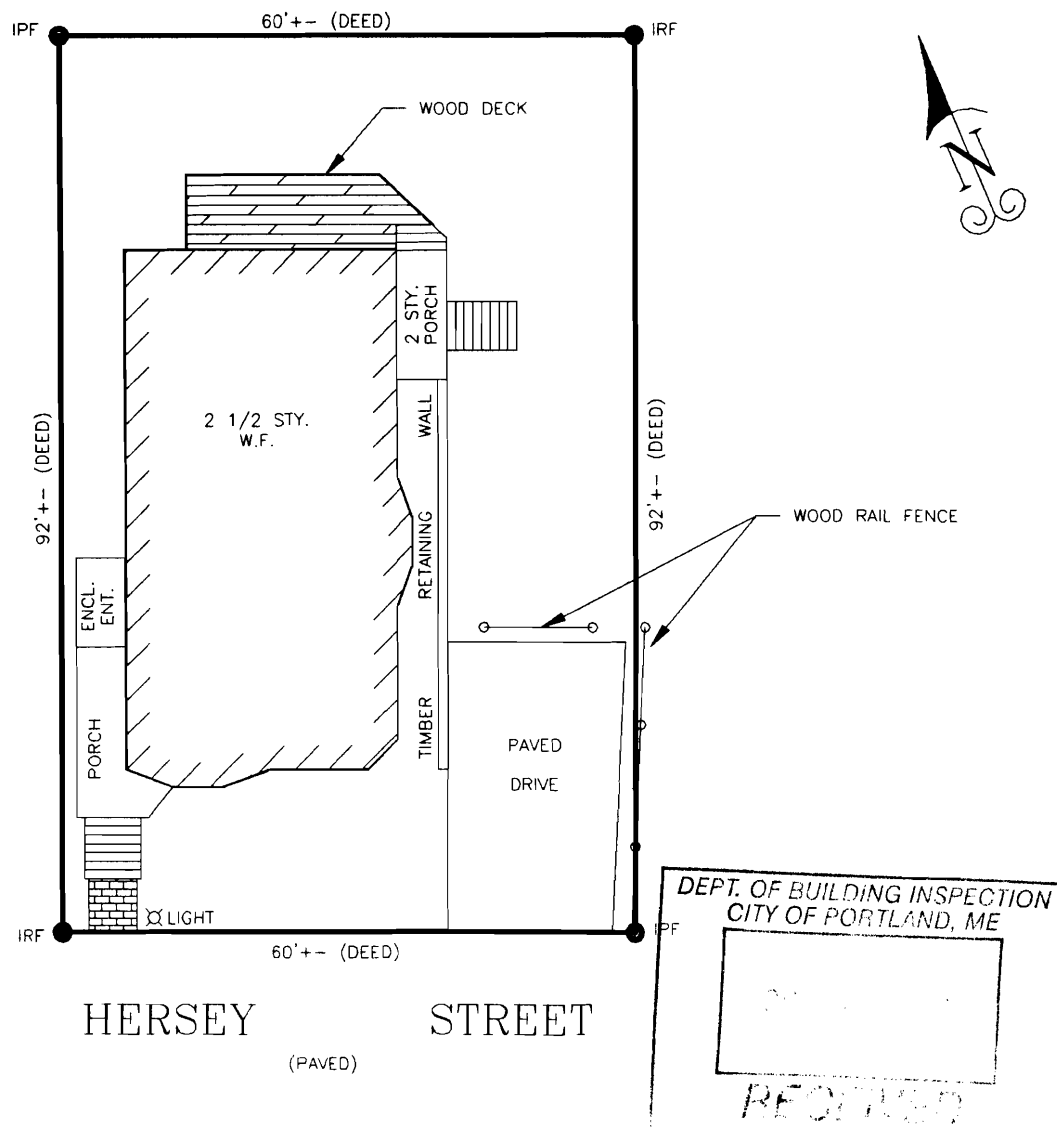 60'+- (DEED)
IPF
IRF
WOOD DECK
N
2 STY.
PORCH
2 1/2 STY.
W.F.
92'+- (DEED)
92'+- (DEED)
WALL
RETAINING
TIMBER
WOOD RAIL FENCE
ENCL.
ENT.
PORCH
PAVED
DRIVE
LIGHT
IRF
IPF
60'+- (DEED)
HERSEY STREET
(PAVED)
DEPT. OF BUILDING INSPECTION
CITY OF PORTLAND, ME
RECEIVED